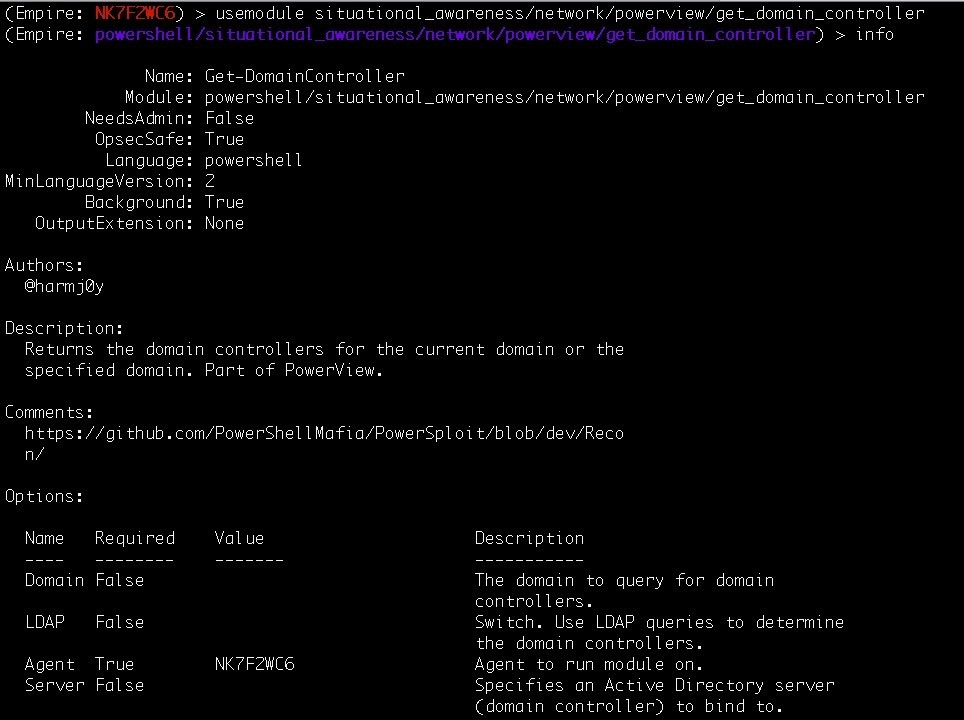 (Empire: NK7F2WC6) > usemodule situational_awareness/network/powerview/get_domain_controller
(Empire: powershell/situational_awareness/network/powerview/get_domain_controller) > info
Name: Get-DomainController
Module: powershell/situational_awareness/network/powerview/get_domain_controller
NeedsAdmin: False
OpsecSafe: True
Language: powershell
MinLanguageVersion: 2
Background: True
OutputExtension: None
Authors:
@harmj0y
Description:
Returns the domain controllers for the current domain or the
specified domain. Part of PowerView.
Comments:
https://github.com/PowerShellMafia/PowerSploit/blob/dev/Reco
n/
Options:
Name Required Value Description
---- -------- ------- -----------
Domain False The domain to query for domain
controllers.
LDAP False Switch. Use LDAP queries to determine
the domain controllers.
Agent True NK7F2WC6 Agent to run module on.
Server False Specifies an Active Directory server
(domain controller) to bind to.